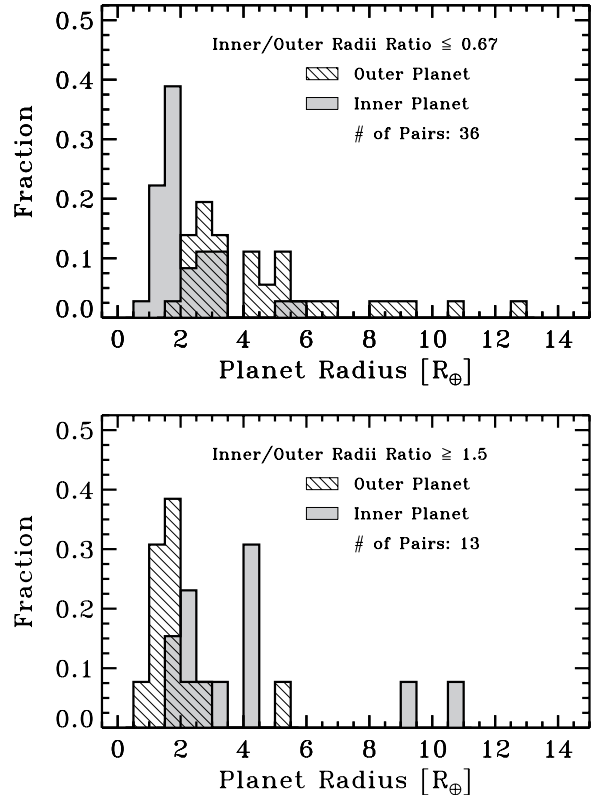 0.5
0.4
0.3
0.2
0.1
0.0
Fraction
Inner/Outer Radii Ratio ≦ 0.67
Outer Planet
Inner Planet
# of Pairs: 36
0 2 4 6 8 10 12 14
Planet Radius [R⊕]
0.5
0.4
0.3
0.2
0.1
0.0
Fraction
Inner/Outer Radii Ratio ≧ 1.5
Outer Planet
Inner Planet
# of Pairs: 13
0 2 4 6 8 10 12 14
Planet Radius [R⊕]